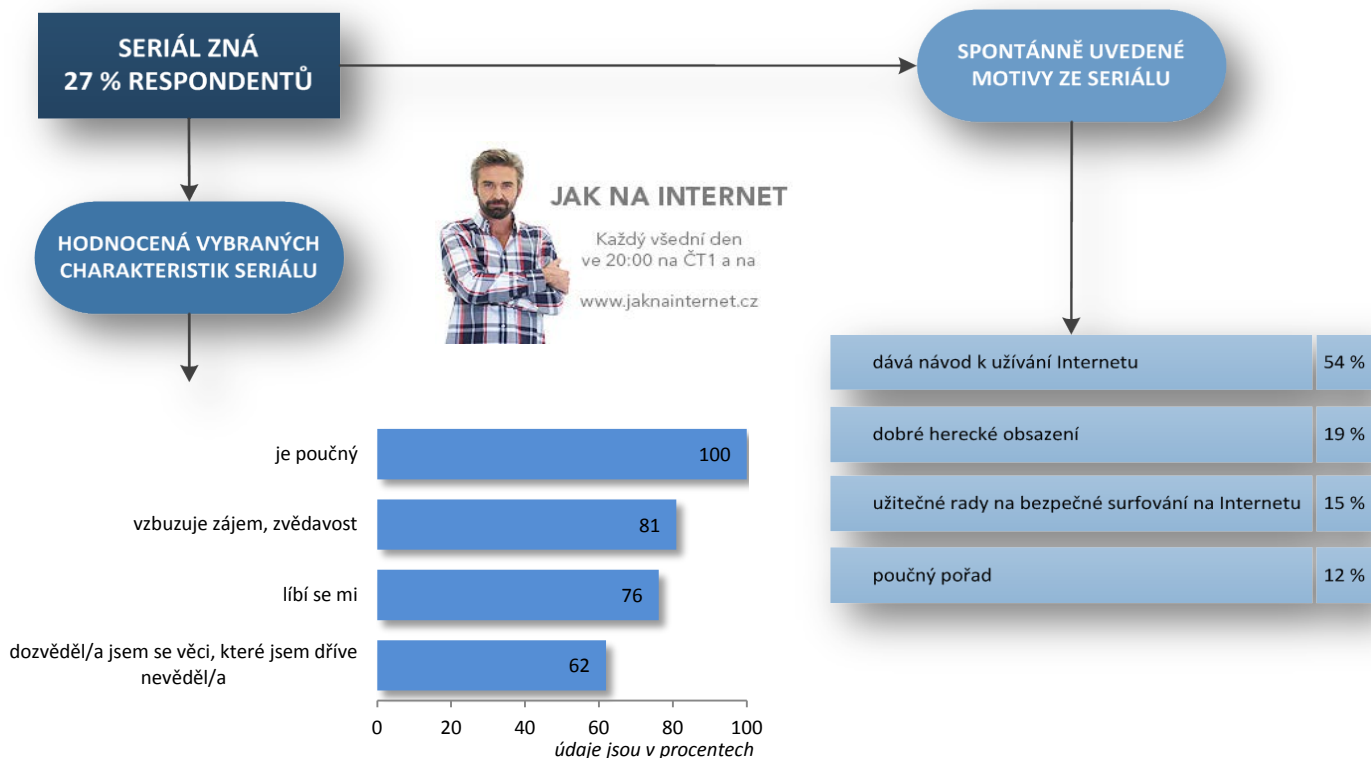 SERIÁL ZNÁ
27 % RESPONDENTŮ
SPONTÁNNĚ UVEDENÉ
MOTIVY ZE SERIÁLU
HODNOCENÁ VYBRANÝCH
CHARAKTERISTIK SERIÁLU
JAK NA INTERNET
Každý všední den
ve 20:00 na ČT1 a na
www.jaknainternet.cz
dává návod k užívání Internetu 54 %
dobré herecké obsazení 19 %
užitečné rady na bezpečné surfování na Internetu 15 %
poučný pořad 12 %
je poučný 100
vzbuzuje zájem, zvědavost 81
líbí se mi 76
dozvěděl/a jsem se věci, které jsem dříve
nevěděl/a
62
0 20 40 60 80 100
údaje jsou v procentech